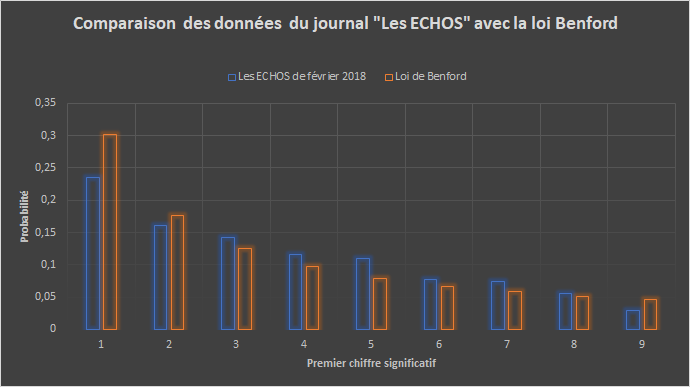 Comparaison des données du journal "Les ECHOS" avec la loi Benford
Les ECHOS de février 2018 Loi de Benford
0,35
0,3
0,25
0,2
0,15
0,1
0,05
0
Probabilité
1 2 3 4 5 6 7 8 9
Premier chiffre significatif